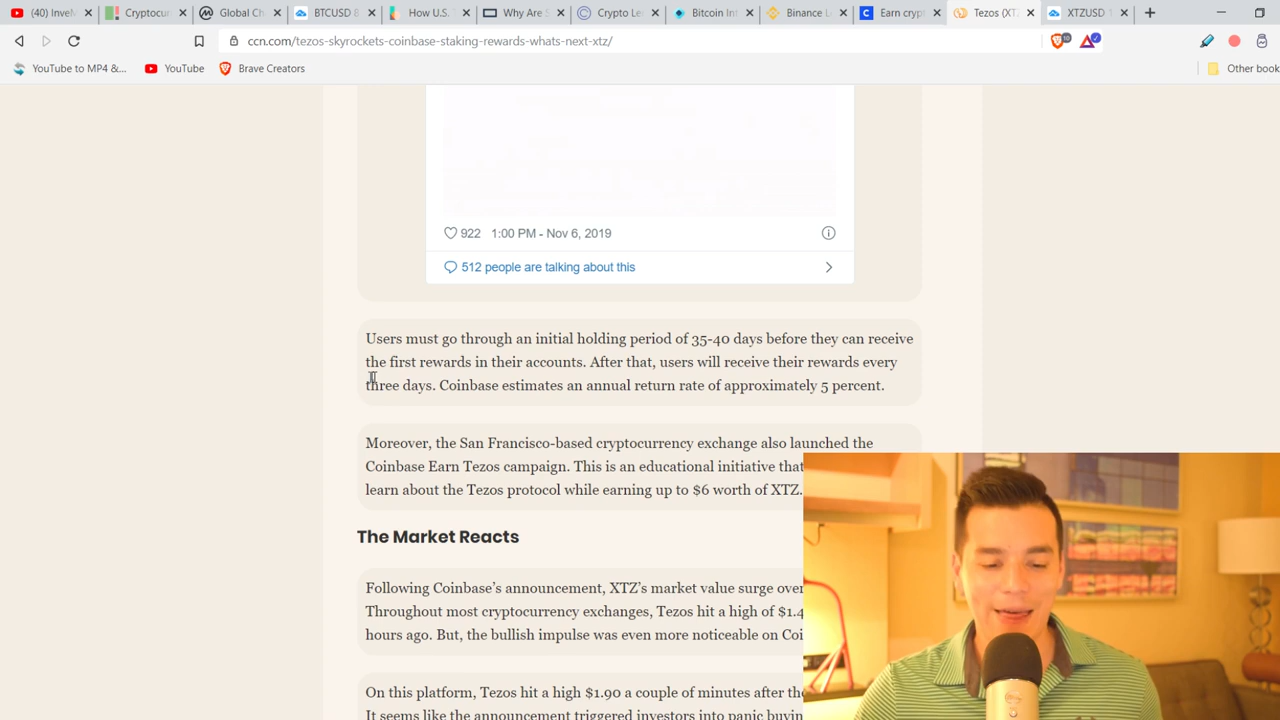 (40) InveM
Cryptocur
Global Ch
BTCUSD 8
How U.S.
Why Are S
Crypto Le
Bitcoin Int
Binance L
Earn cryp
Tezos (XT
XTZUSD 1
ccn.com/tezos-skyrockets-coinbase-staking-rewards-whats-next-xtz/
10
YouTube to MP4 &...
YouTube
Brave Creators
Other book
922 1:00 PM - Nov 6, 2019
512 people are talking about this
Users must go through an initial holding period of 35-40 days before they can receive
the first rewards in their accounts. After that, users will receive their rewards every
three days. Coinbase estimates an annual return rate of approximately 5 percent.
Moreover, the San Francisco-based cryptocurrency exchange also launched the
Coinbase Earn Tezos campaign. This is an educational initiative that
learn about the Tezos protocol while earning up to $6 worth of XTZ.
The Market Reacts
Following Coinbase's announcement, XTZ's market value surge over
Throughout most cryptocurrency exchanges, Tezos hit a high of $1.4
hours ago. But, the bullish impulse was even more noticeable on Coi
On this platform, Tezos hit a high $1.90 a couple of minutes after the
It seems like the announcement triggered investors into panic buying